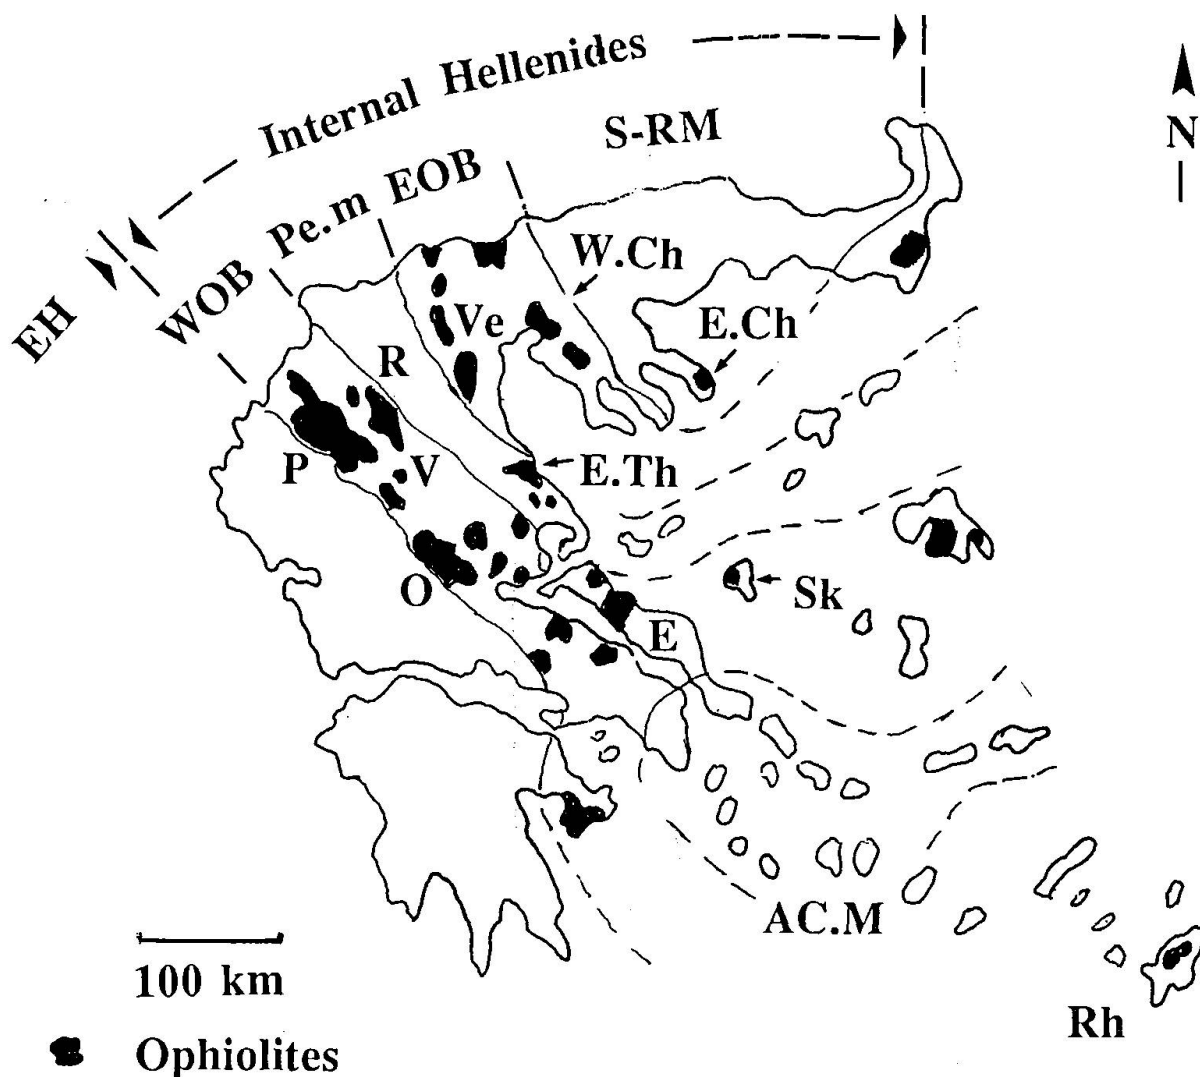 Internal Hellenides
N
S-RM
EOB
Pe.m
WOB
EH
W.Ch
Ve
E.Ch
R
P
V
E.Th
O
Sk
E
AC.M
100 km
Rh
Ophiolites